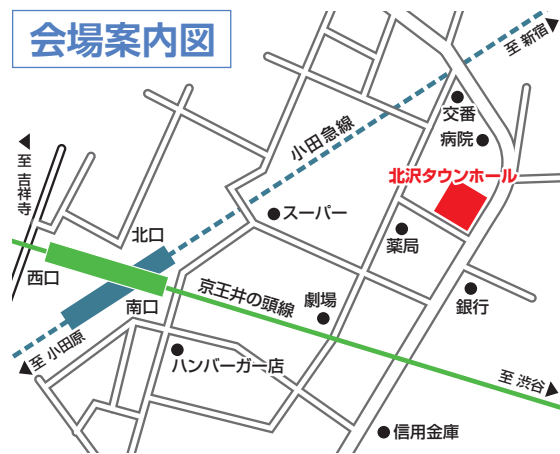 会場案内図
至 新宿
交番
病院
小田急線
至 吉祥寺
北沢タウンホール
スーパー
北口
薬局
西口
京王井の頭線
劇場
銀行
南口
至 小田原
ハンバーガー店
至 渋谷
信用金庫